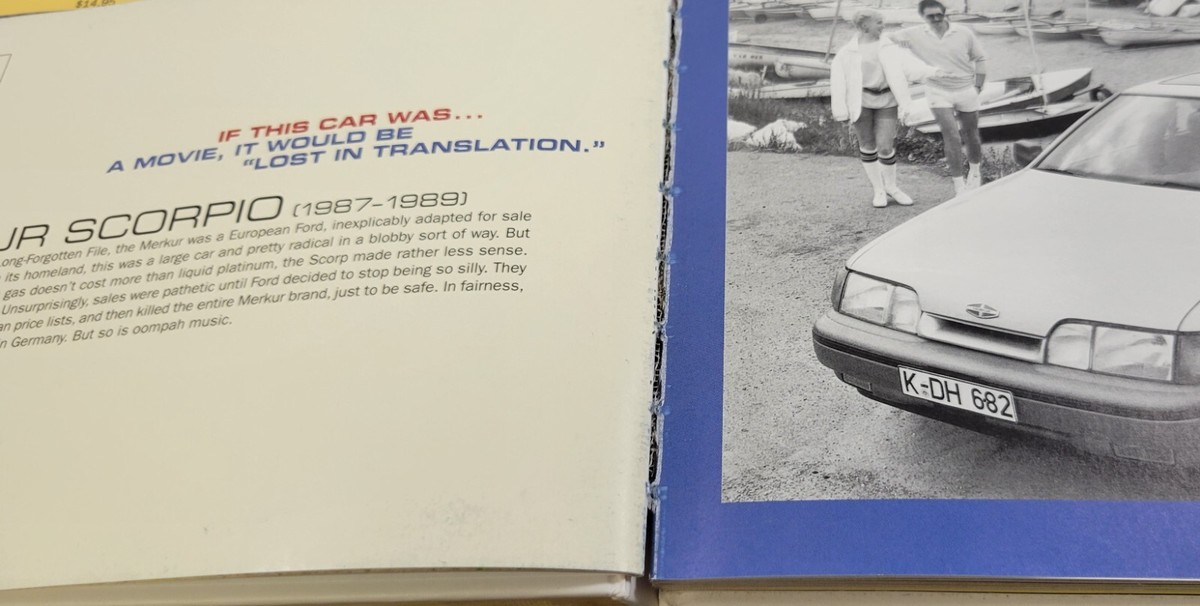 $14.95
IF THIS CAR WAS...
A MOVIE, IT WOULD BE
"LOST IN TRANSLATION."
UR SCORPIO (1987–1989)
Long-Forgotten File, the Merkur was a European Ford, inexplicably adapted for sale
its homeland, this was a large car and pretty radical in a blobby sort of way. But
gas doesn't cost more than liquid platinum, the Scorp made rather less sense.
Unsurprisingly, sales were pathetic until Ford decided to stop being so silly. They
an price lists, and then killed the entire Merkur brand, just to be safe. In fairness,
n Germany. But so is oompah music.
K-DH 682